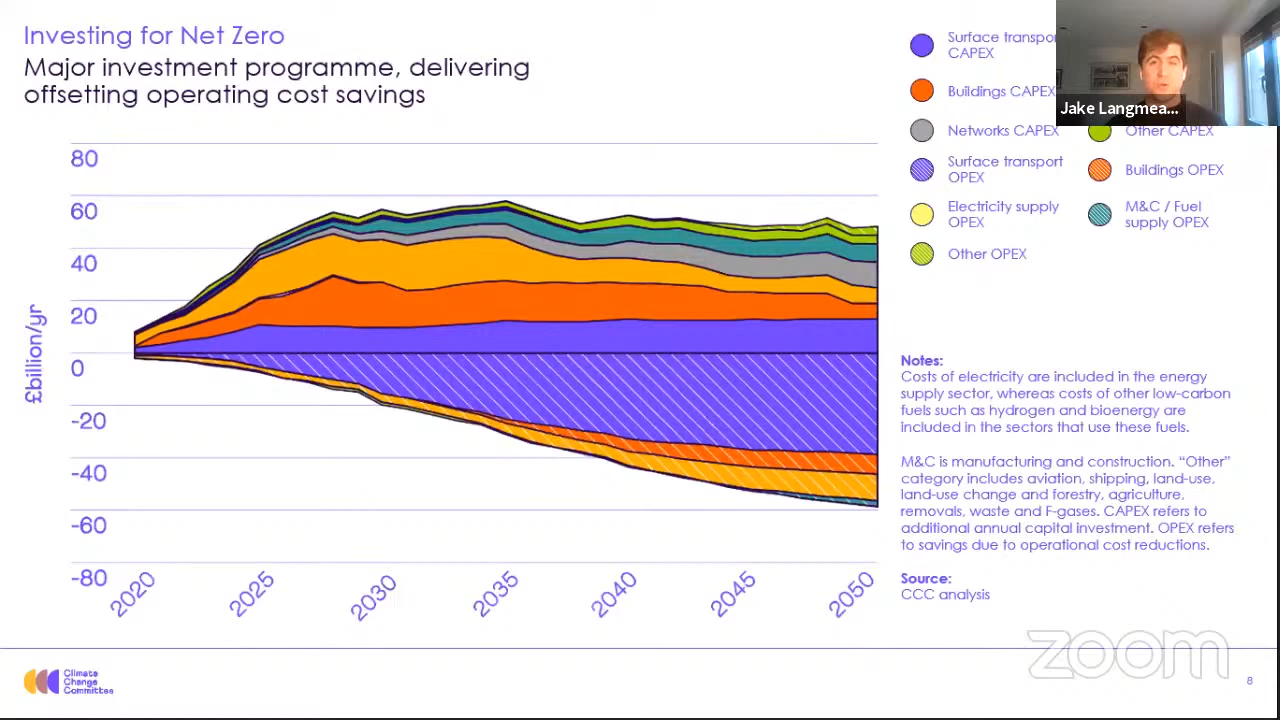 Investing for Net Zero
Major investment programme, delivering
offsetting operating cost savings
Surface transpor
CAPEX
Buildings CAPEX
Networks CAPEX
Other CAPEX
Surface transport
OPEX
Buildings OPEX
Electricity supply
OPEX
M&C / Fuel
supply OPEX
Other OPEX
Jake Langmea...
£billion/yr
80
60
40
20
0
-20
-40
-60
-80
2020
2025
2030
2035
2040
2045
2050
Notes:
Costs of electricity are included in the energy
supply sector, whereas costs of other low-carbon
fuels such as hydrogen and bioenergy are
included in the sectors that use these fuels.
M&C is manufacturing and construction. “Other”
category includes aviation, shipping, land-use,
land-use change and forestry, agriculture,
removals, waste and F-gases. CAPEX refers to
additional annual capital investment. OPEX refers
to savings due to operational cost reductions.
Source:
CCC analysis
zoom
Climate
Change
Committee
8